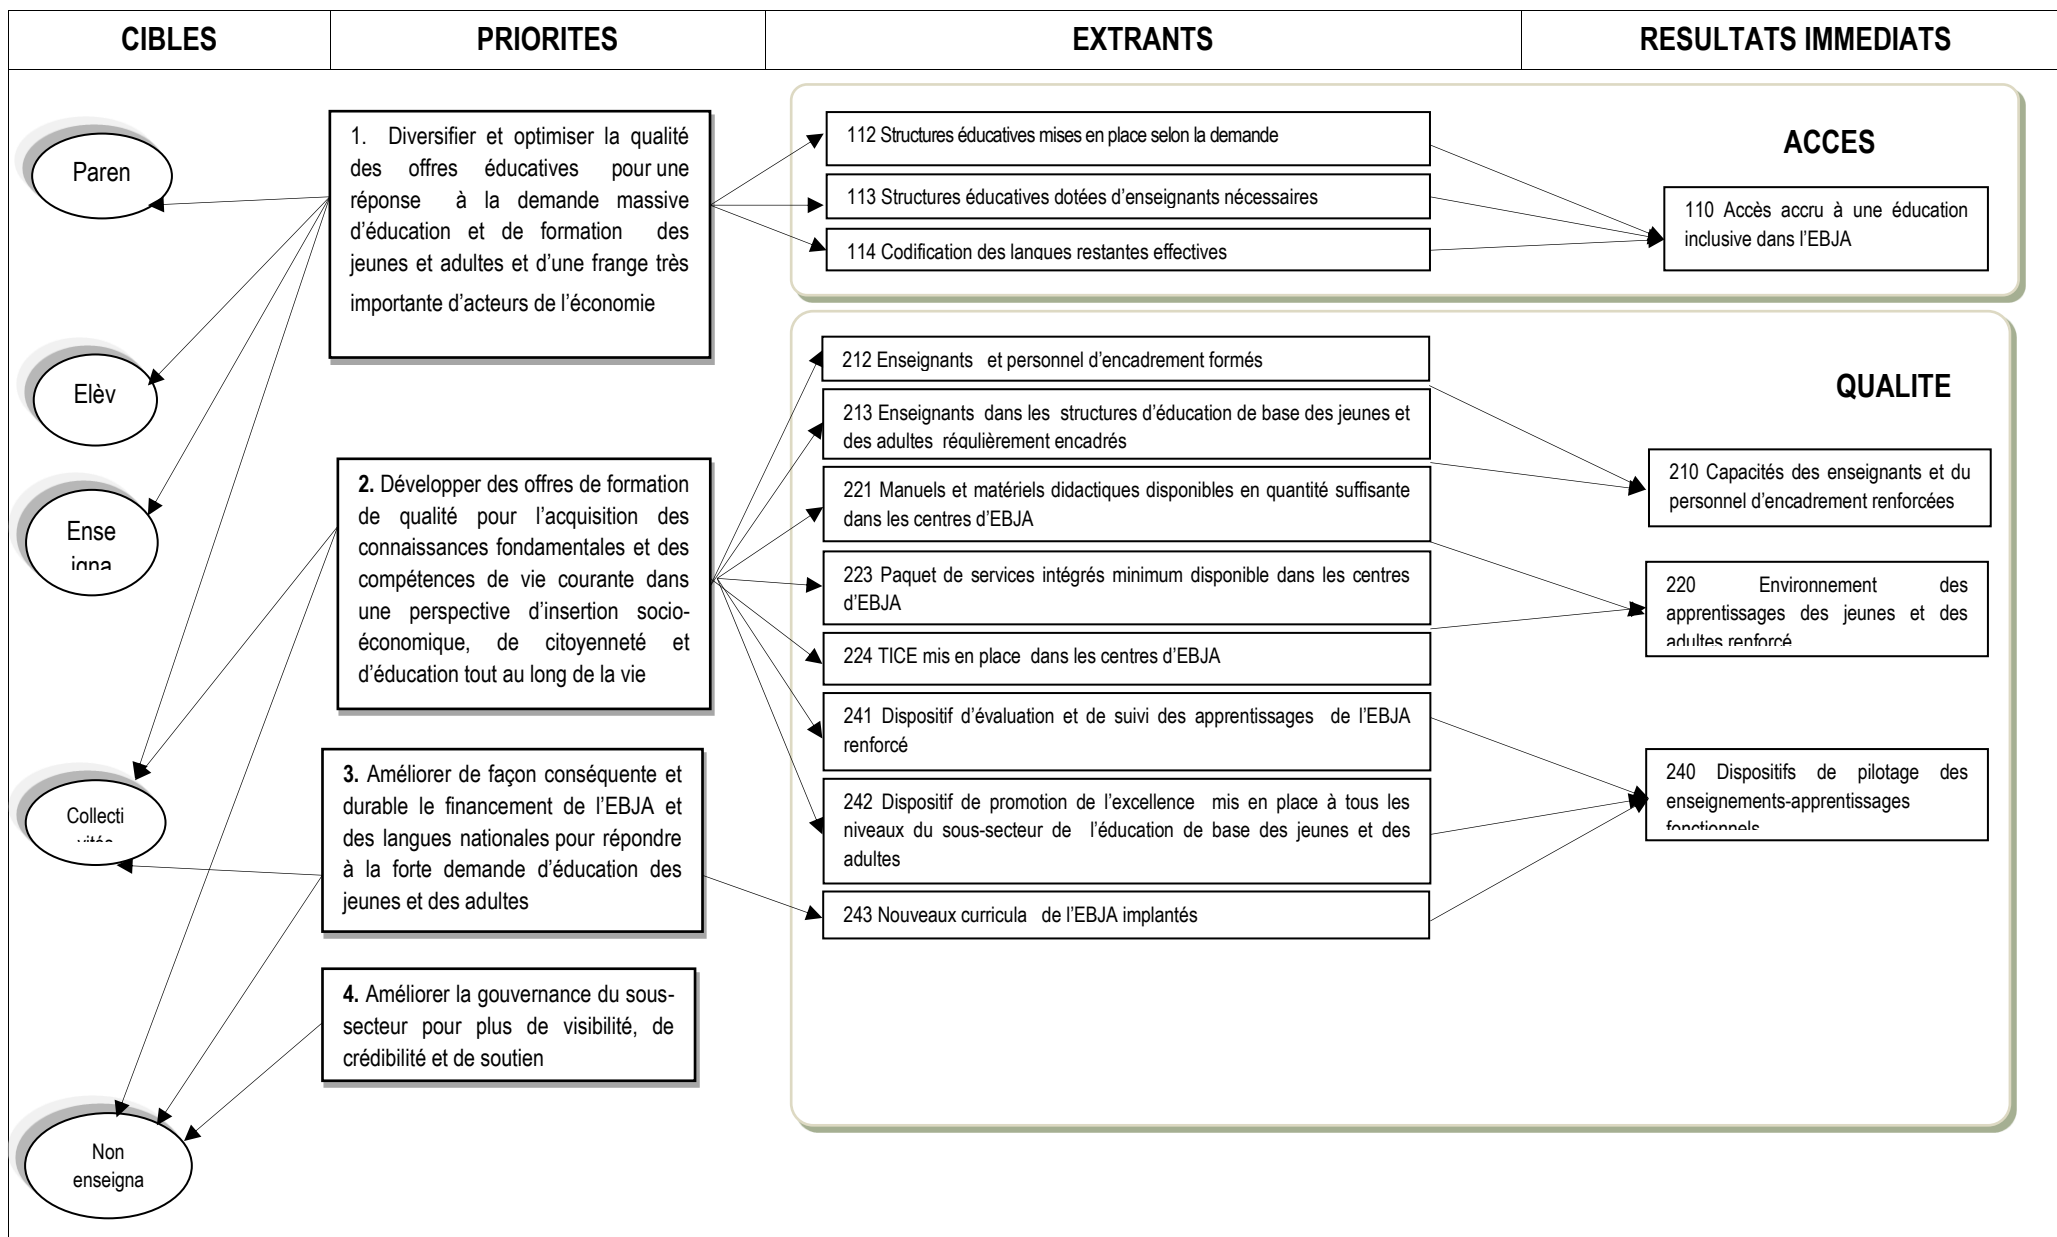 CIBLES
PRIORITES
EXTRANTS
RESULTATS IMMEDIATS
Paren
Elèv
Ense
igna
Collecti
vités
Non
enseigna
1. Diversifier et optimiser la qualité
des offres éducatives pour une
réponse à la demande massive
d'éducation et de formation des
jeunes et adultes et d'une frange très
importante d'acteurs de l'économie
2. Développer des offres de formation
de qualité pour l'acquisition des
connaissances fondamentales et des
compétences de vie courante dans
une perspective d'insertion socio-
économique, de citoyenneté et
d'éducation tout au long de la vie
3. Améliorer de façon conséquente et
durable le financement de l'EBJA et
des langues nationales pour répondre
à la forte demande d'éducation des
jeunes et des adultes
4. Améliorer la gouvernance du sous-
secteur pour plus de visibilité, de
crédibilité et de soutien
112 Structures éducatives mises en place selon la demande
113 Structures éducatives dotées d'enseignants nécessaires
114 Codification des langues restantes effectives
212 Enseignants et personnel d'encadrement formés
213 Enseignants dans les structures d'éducation de base des jeunes et
des adultes régulièrement encadrés
221 Manuels et matériels didactiques disponibles en quantité suffisante
dans les centres d'EBJA
223 Paquet de services intégrés minimum disponible dans les centres
d'EBJA
224 TICE mis en place dans les centres d'EBJA
241 Dispositif d'évaluation et de suivi des apprentissages de l'EBJA
renforcé
242 Dispositif de promotion de l'excellence mis en place à tous les
niveaux du sous-secteur de l'éducation de base des jeunes et des
adultes
243 Nouveaux curricula de l'EBJA implantés
ACCES
110 Accès accru à une éducation
inclusive dans l'EBJA
QUALITE
210 Capacités des enseignants et du
personnel d'encadrement renforcées
220 Environnement des
apprentissages des jeunes et des
adultes renforcé
240 Dispositifs de pilotage des
enseignements-apprentissages
fonctionnels